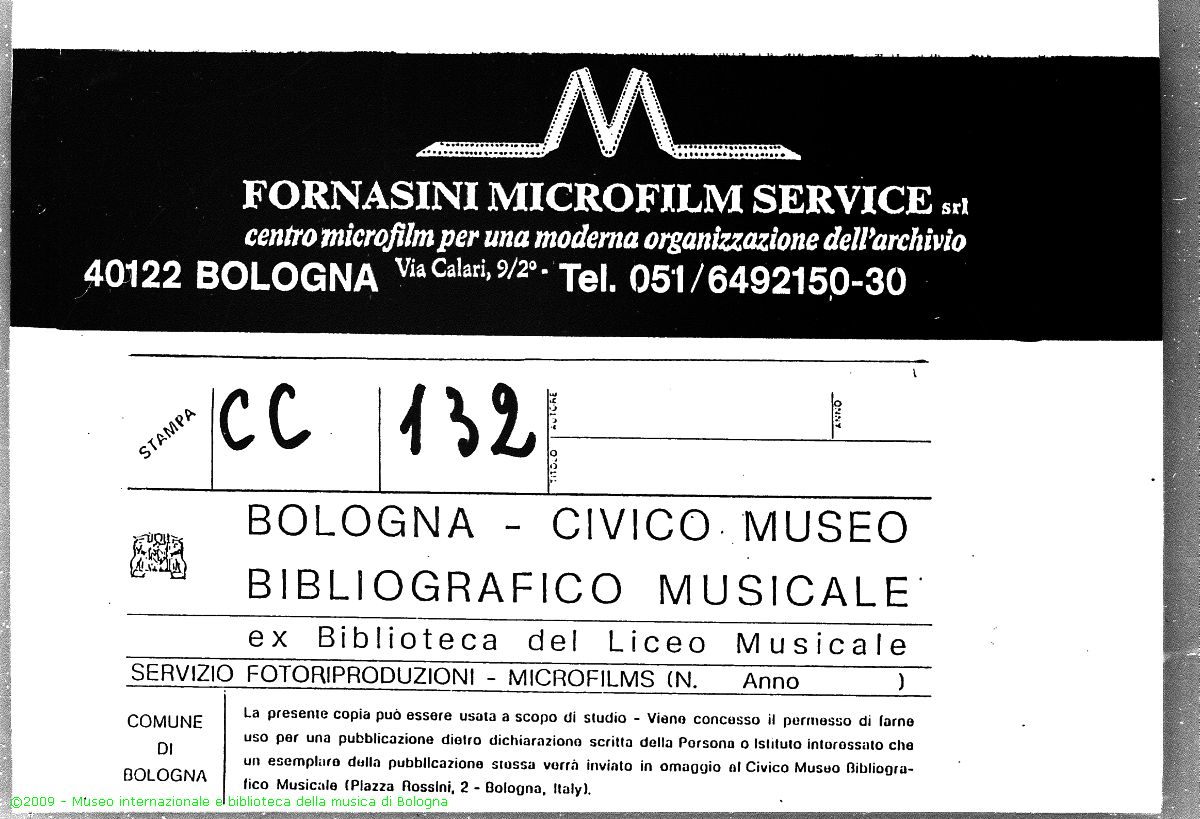 FORNASINI MICROFILM SERVICE srl
centro microfilm per una moderna organizzazione dell'archivio
40122 BOLOGNA Via Calari, 9/2° - Tel. 051/6492150-30
STAMPA
CC
132
AUTORE
ANNO
TITOLO
BOLOGNA - CIVICO MUSEO
BIBLIOGRAFICO MUSICALE
ex Biblioteca del Liceo Musicale
SERVIZIO FOTORIPRODUZIONI - MICROFILMS (N. Anno )
COMUNE
DI
BOLOGNA
La presente copia può essere usata a scopo di studio - Viene concesso il permesso di farne
uso per una pubblicazione dietro dichiarazione scritta della Persona o Istituto interessato che
un esemplare della pubblicazione stessa verrà inviato in omaggio al Civico Museo Bibliogra-
fico Musicale (Piazza Rossini, 2 - Bologna, Italy).
©2009 - Museo internazionale e biblioteca della musica di Bologna